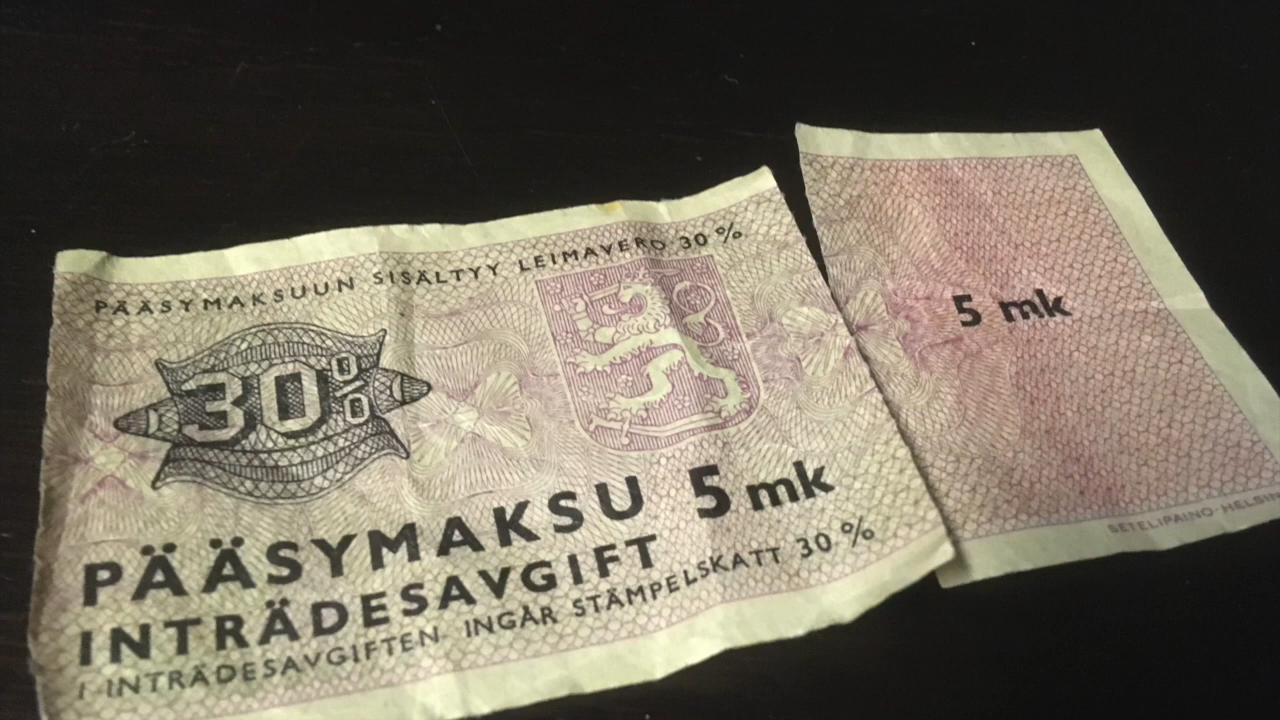 PÄÄSYMAKSUUN SISÄLTYY LEIMAVERO 30 %
30%
PÄÄSYMAKSU 5 mk
INTRÄDESAVGIFT
I INTRÄDESAVGIFTEN INGÅR STÄMPELSKATT 30 %
5 mk
SETELIPAINO-HELSIN